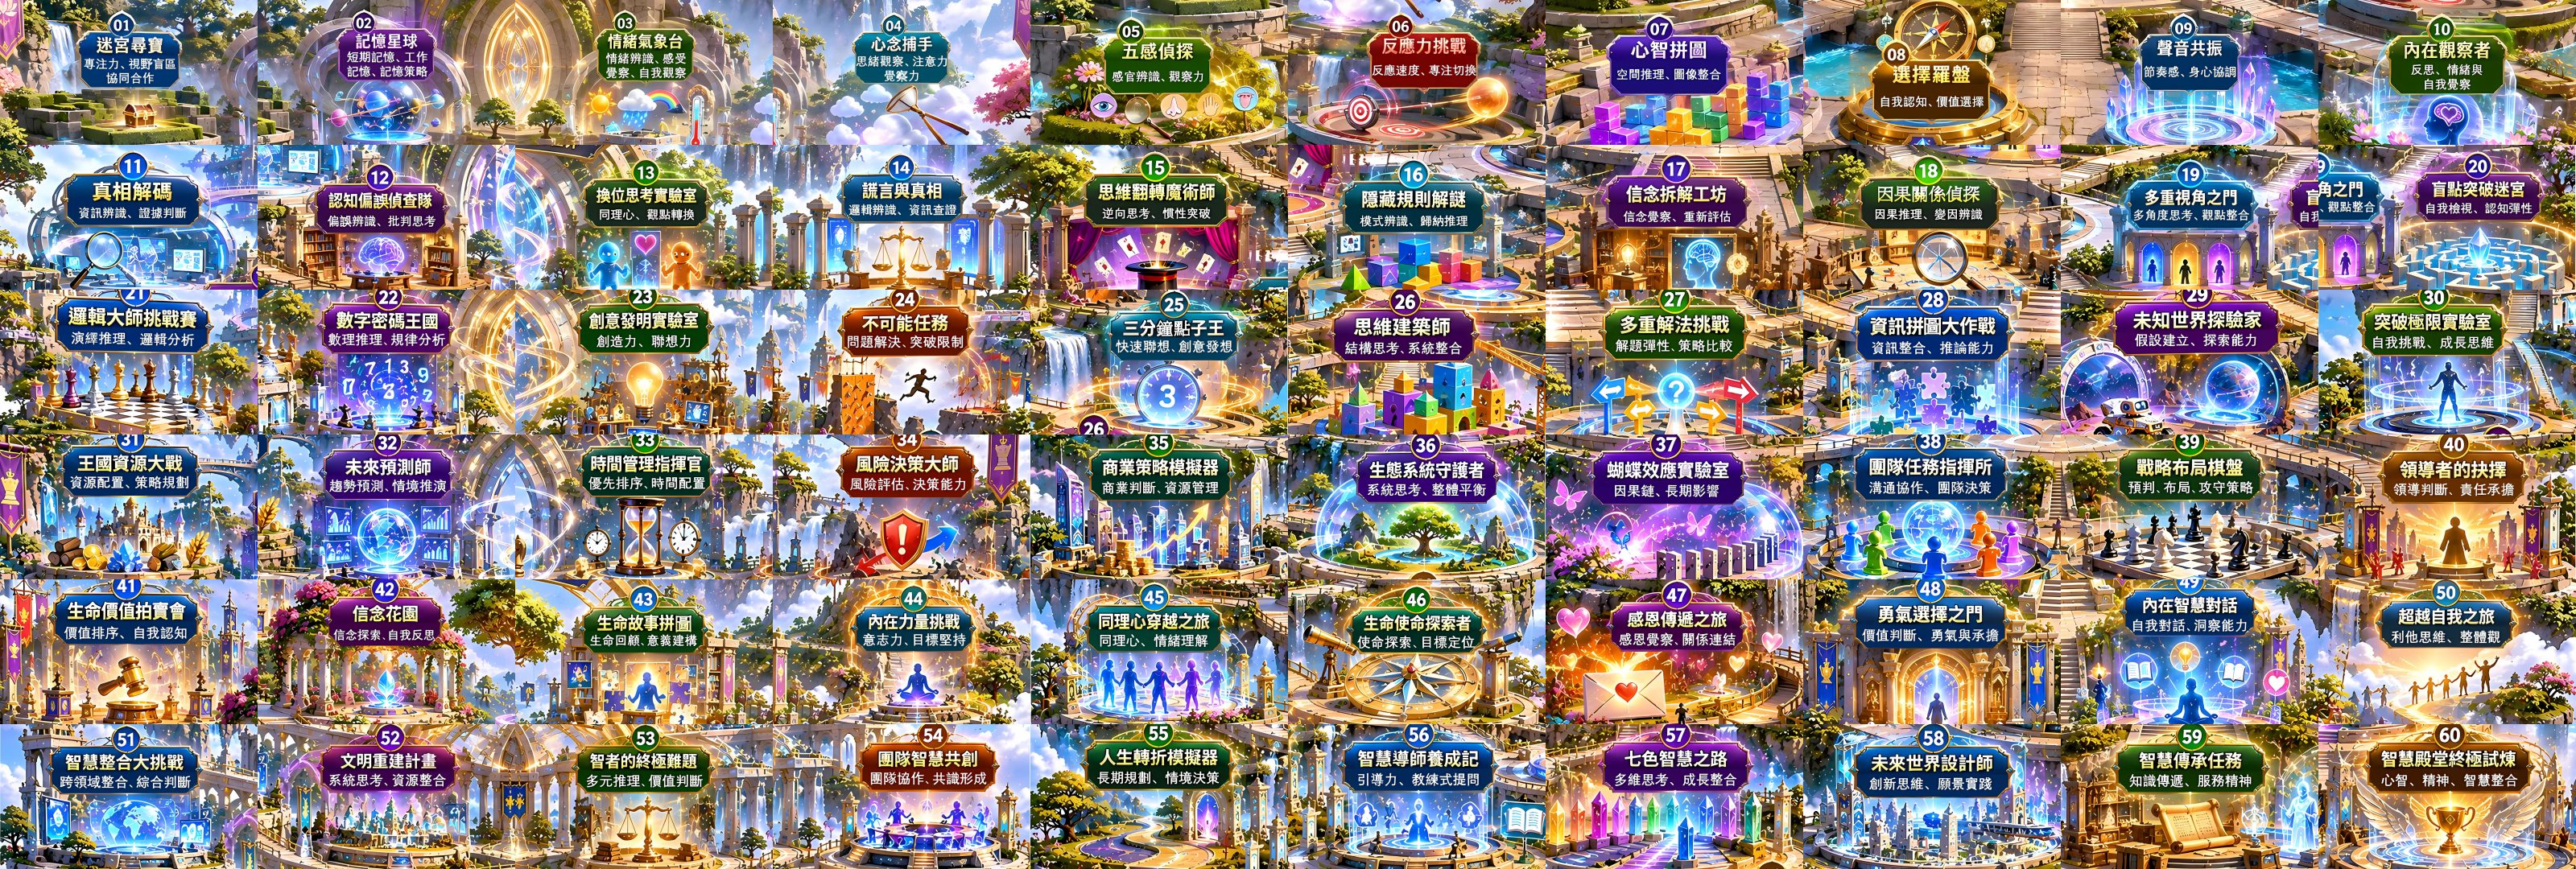 01
迷宮尋寶
專注力、視野盲區
協同合作
02
記憶星球
短期記憶、工作
記憶、記憶策略
03
情緒氣象台
情緒辨識、感受
覺察、自我觀察
04
心念捕手
思緒觀察、注意力
覺察力
05
五感偵探
感官辨識、觀察力
06
反應力挑戰
反應速度、專注切換
07
心智拼圖
空間推理、圖像整合
08
選擇羅盤
自我認知、價值選擇
09
聲音共振
節奏感、身心協調
10
內在觀察者
反思、情緒與
自我覺察
11
真相解碼
資訊辨識、證據判斷
12
認知偏誤偵查隊
偏誤辨識、批判思考
13
換位思考實驗室
同理心、觀點轉換
14
謊言與真相
邏輯辨識、資訊查證
15
思維翻轉魔術師
逆向思考、慣性突破
16
隱藏規則解謎
模式辨識、歸納推理
17
信念拆解工坊
信念覺察、重新評估
18
因果關係偵探
因果推理、變因辨識
19
多重視角之門
多角度思考、觀點整合
9
角之門
觀點整合
盲
自我
20
盲點突破迷宮
自我檢視、認知彈性
21
邏輯大師挑戰賽
演繹推理、邏輯分析
22
數字密碼王國
數理推理、規律分析
23
創意發明實驗室
創造力、聯想力
24
不可能任務
問題解決、突破限制
25
三分鐘點子王
快速聯想、創意發想
3
26
26
思維建築師
結構思考、系統整合
27
多重解法挑戰
解題彈性、策略比較
?
28
資訊拼圖大作戰
資訊整合、推論能力
29
未知世界探險家
假設建立、探索能力
30
突破極限實驗室
自我挑戰、成長思維
31
王國資源大戰
資源配置、策略規劃
32
未來預測師
趨勢預測、情境推演
33
時間管理指揮官
優先排序、時間配置
34
風險決策大師
風險評估、決策能力
!
35
商業策略模擬器
商業判斷、資源管理
36
生態系統守護者
系統思考、整體平衡
37
蝴蝶效應實驗室
因果鏈、長期影響
38
團隊任務指揮所
溝通協作、團隊決策
39
戰略布局棋盤
預判、布局、攻守策略
40
領導者的抉擇
領導判斷、責任承擔
41
生命價值拍賣會
價值排序、自我認知
42
信念花園
信念探索、自我反思
43
生命故事拼圖
生命回顧、意義建構
44
內在力量挑戰
意志力、目標堅持
45
同理心穿越之旅
同理心、情緒理解
46
生命使命探索者
使命探索、目標定位
47
感恩傳遞之旅
感恩覺察、關係連結
48
勇氣選擇之門
價值判斷、勇氣與承擔
49
內在智慧對話
自我對話、洞察能力
50
超越自我之旅
利他思維、整體觀
51
智慧整合大挑戰
跨領域整合、綜合判斷
52
文明重建計畫
系統思考、資源整合
53
智者的終極難題
多元推理、價值判斷
54
團隊智慧共創
團隊協作、共識形成
55
人生轉折模擬器
長期規劃、情境決策
56
智慧導師養成記
引導力、教練式提問
57
七色智慧之路
多維思考、成長整合
58
未來世界設計師
創新思維、願景實踐
59
智慧傳承任務
知識傳遞、服務精神
60
智慧殿堂終極試煉
心智、精神、智慧整合